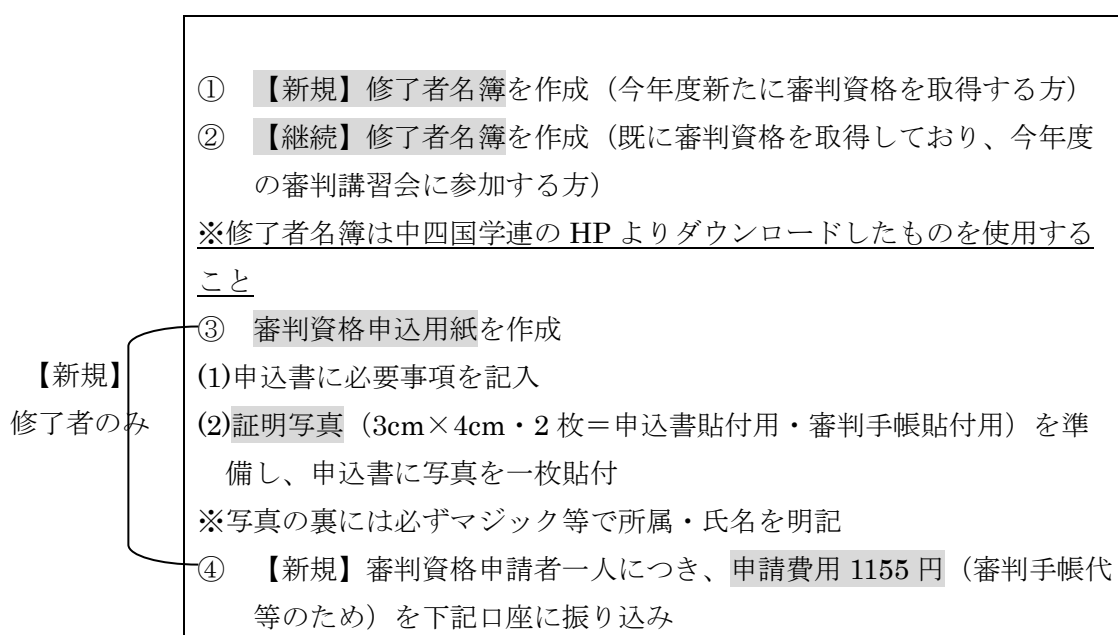 ① 【新規】修了者名簿を作成（今年度新たに審判資格を取得する方）
② 【継続】修了者名簿を作成（既に審判資格を取得しており、今年度
の審判講習会に参加する方）
※修了者名簿は中四国学連の HP よりダウンロードしたものを使用する
こと
③ 審判資格申込用紙を作成
【新規】
修了者のみ
(1)申込書に必要事項を記入
(2)証明写真（3cm×4cm・2 枚＝申込書貼付用・審判手帳貼付用）を準
備し、申込書に写真を一枚貼付
※写真の裏には必ずマジック等で所属・氏名を明記
④ 【新規】審判資格申請者一人につき、申請費用 1155 円（審判手帳代
等のため）を下記口座に振り込み